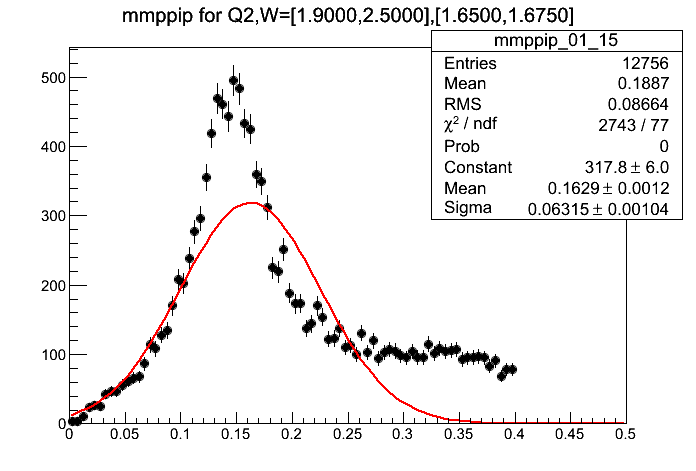 mmppip for Q2,W=[1.9000,2.5000],[1.6500,1.6750]
mmppip_01_15
Entries 12756
Mean 0.1887
RMS 0.08664
χ² / ndf 2743 / 77
Prob 0
Constant 317.8 ± 6.0
Mean 0.1629 ± 0.0012
Sigma 0.06315 ± 0.00104
500
400
300
200
100
0
0 0.05 0.1 0.15 0.2 0.25 0.3 0.35 0.4 0.45 0.5